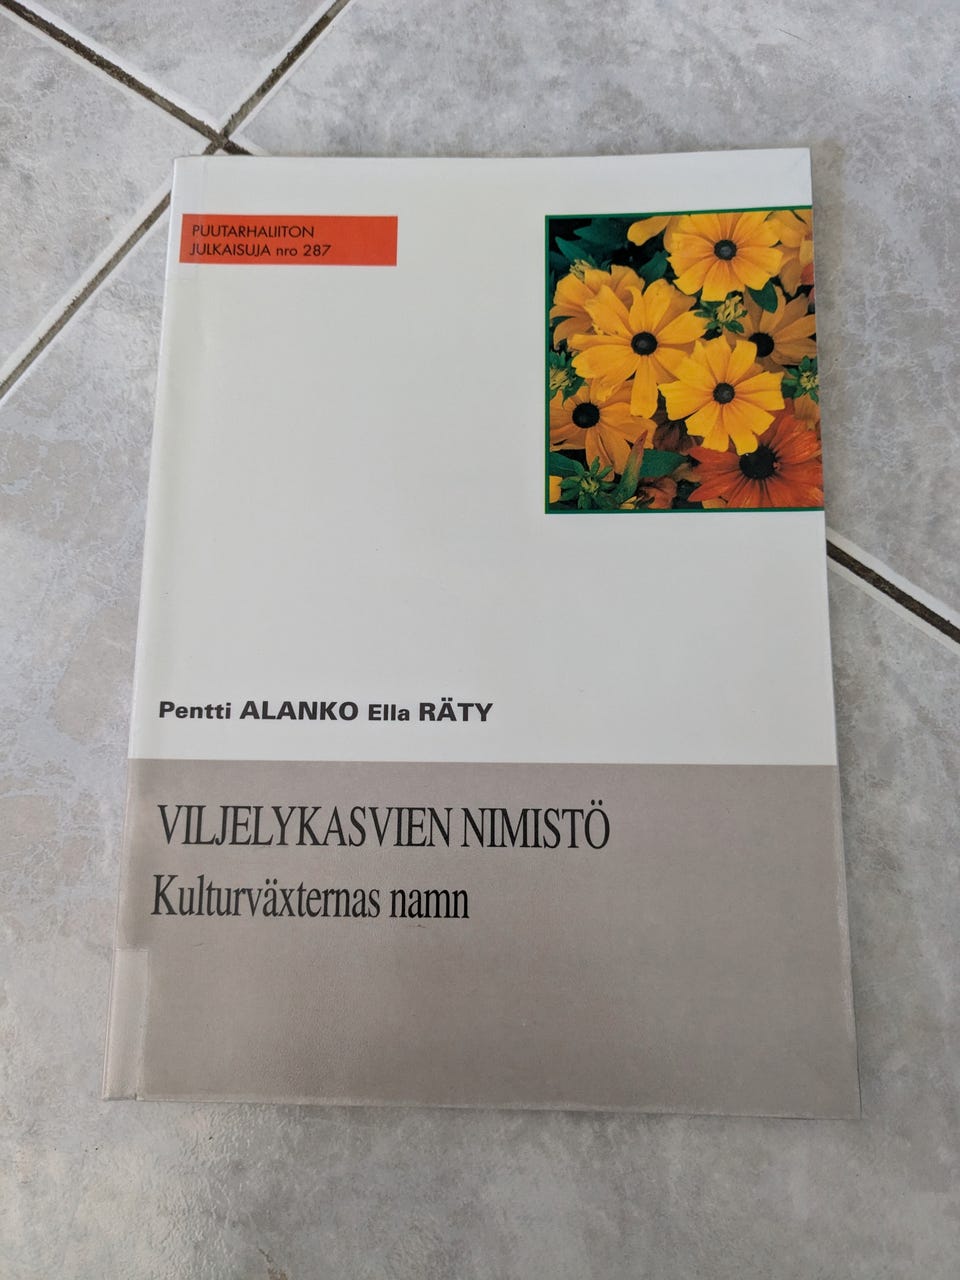 PUUTARHALIITON
JULKAISUJA nro 287
Pentti ALANKO Ella RÄTY
VILJELYKASVIEN NIMISTÖ
Kulturväxternas namn